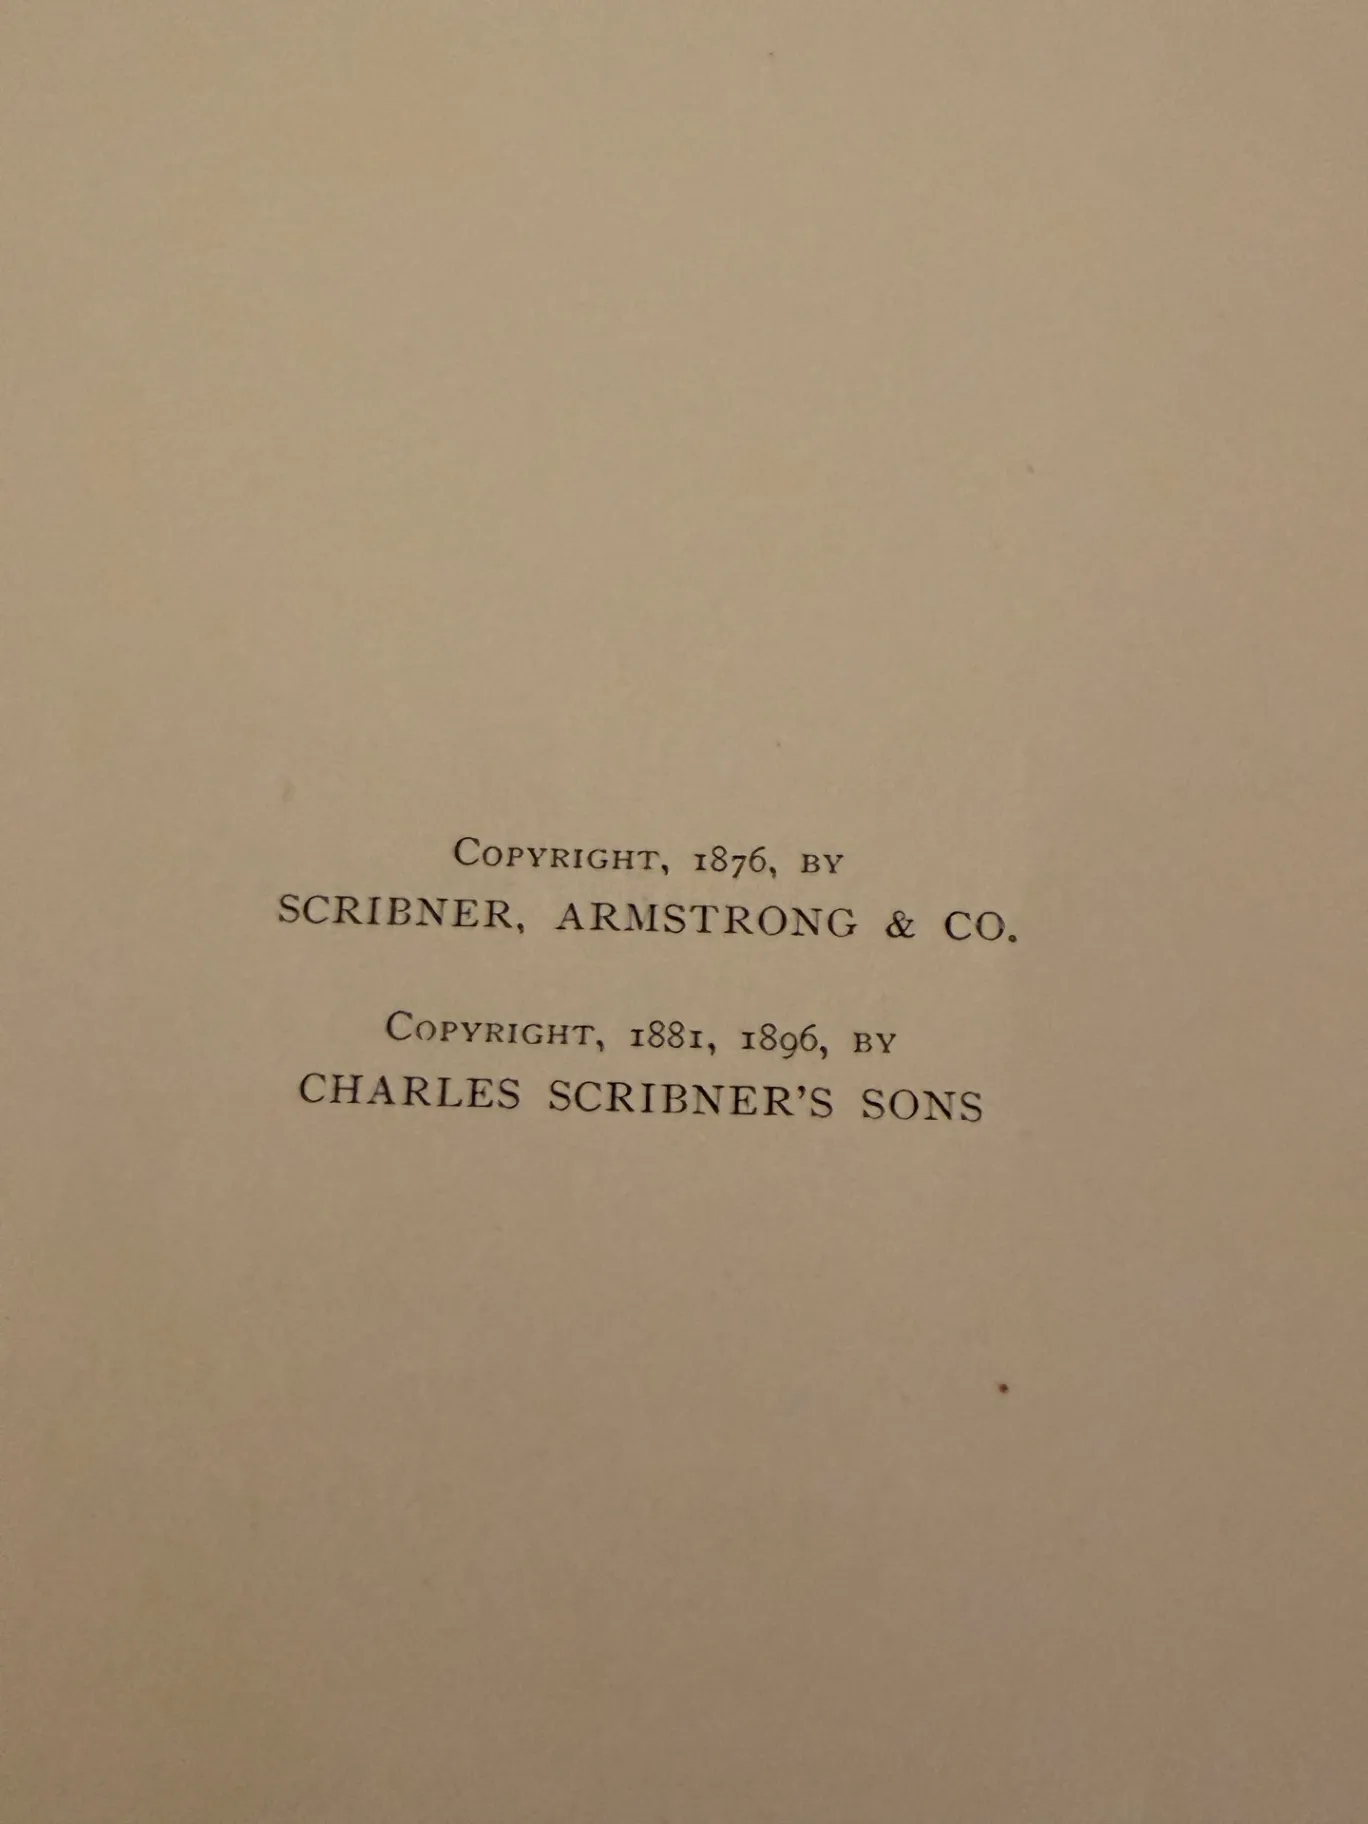 Copyright, 1876, by
SCRIBNER, ARMSTRONG & CO.
Copyright, 1881, 1896, by
CHARLES SCRIBNER’S SONS